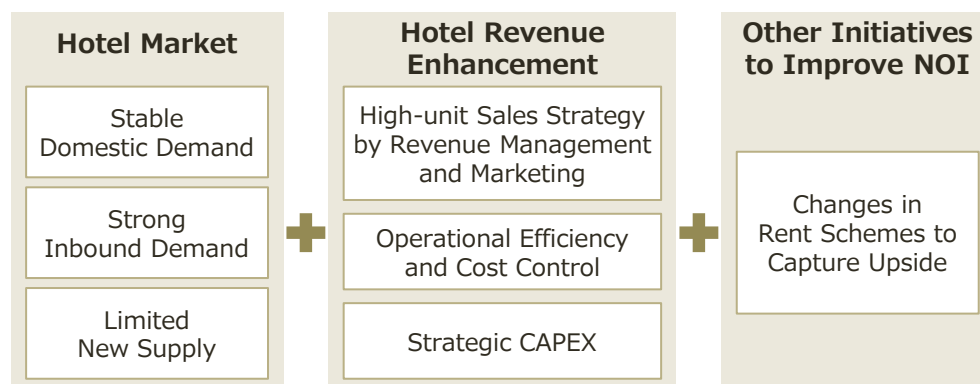 Hotel Market
Stable
Domestic Demand
Strong
Inbound Demand
Limited
New Supply
Hotel Revenue
Enhancement
High-unit Sales Strategy
by Revenue Management
and Marketing
Operational Efficiency
and Cost Control
Strategic CAPEX
Other Initiatives
to Improve NOI
Changes in
Rent Schemes to
Capture Upside